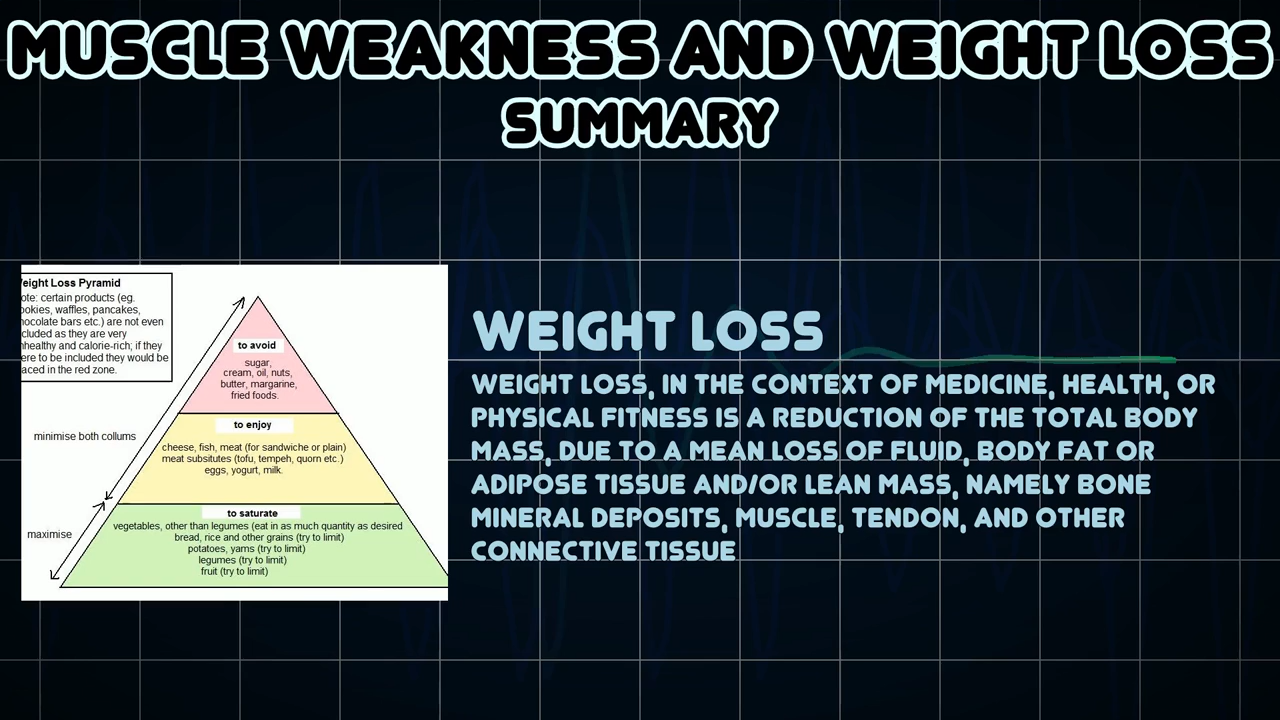 MUSCLE WEAKNESS AND WEIGHT LOSS
SUMMARY
eight Loss Pyramid
ote: certain products (eg.
ookies, waffles, pancakes,
hocolate bars etc.) are not even
cluded as they are very
nhealthy and calorie-rich; if they
ere to be included they would be
aced in the red zone.
to avoid
sugar,
cream, oil, nuts,
butter, margarine,
fried foods.
to enjoy
minimise both collums
cheese, fish, meat (for sandwiche or plain)
meat subsitutes (tofu, tempeh, quorn etc.)
eggs, yogurt, milk.
to saturate
maximise
vegetables, other than legumes (eat in as much quantity as desired
bread, rice and other grains (try to limit)
potatoes, yams (try to limit)
legumes (try to limit)
fruit (try to limit)
WEIGHT LOSS
WEIGHT LOSS, IN THE CONTEXT OF MEDICINE, HEALTH, OR
PHYSICAL FITNESS IS A REDUCTION OF THE TOTAL BODY
MASS, DUE TO A MEAN LOSS OF FLUID, BODY FAT OR
ADIPOSE TISSUE AND/OR LEAN MASS, NAMELY BONE
MINERAL DEPOSITS, MUSCLE, TENDON, AND OTHER
CONNECTIVE TISSUE